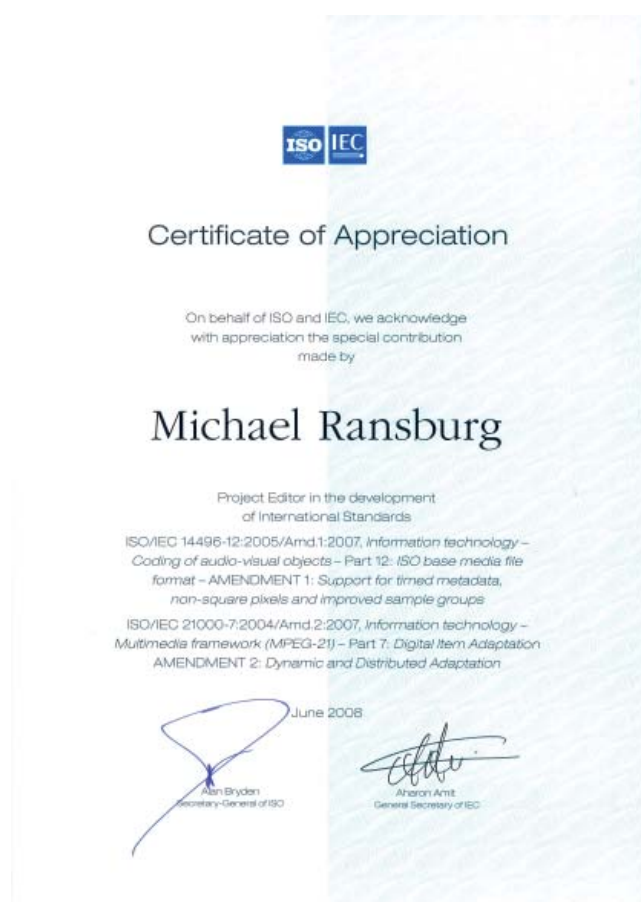 ISO IEC
Certificate of Appreciation
On behalf of ISO and IEC, we acknowledge
with appreciation the special contribution
made by
Michael Ransburg
Project Editor in the development
of International Standards
ISO/IEC 14496-12:2005/Amd.1:2007, Information technology –
Coding of audio-visual objects – Part 12: ISO base media file
format – AMENDMENT 1: Support for timed metadata,
non-square pixels and improved sample groups
ISO/IEC 21000-7:2004/Amd.2:2007, Information technology –
Multimedia framework (MPEG-21) – Part 7: Digital Item Adaptation
AMENDMENT 2: Dynamic and Distributed Adaptation
June 2008
Alan Bryden
Secretary-General of ISO
Aharon Amit
General Secretary of IEC